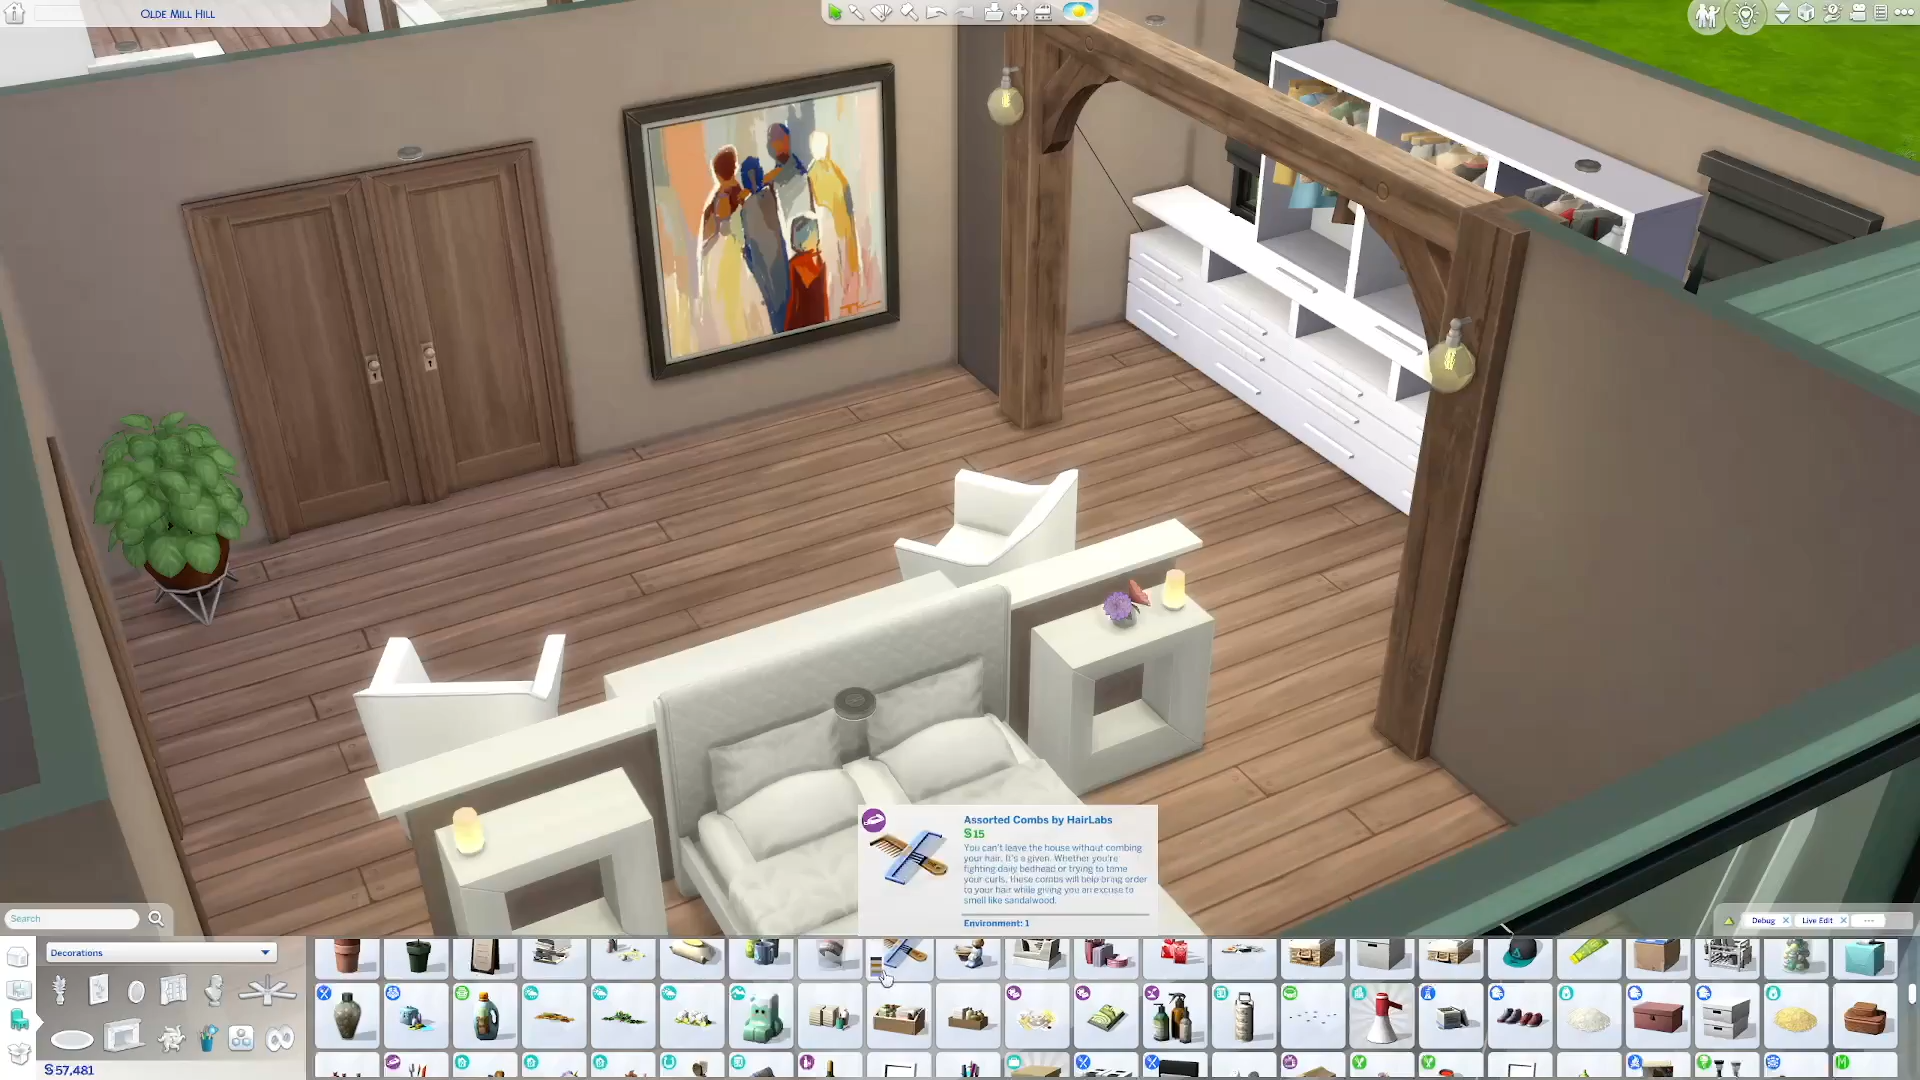 OLDE MILL HILL
Assorted Combs by HairLabs
§15
You can't leave the house without combing
your hair. It's a given. Whether you're
fighting daily bedhead or trying to tame
your curls, these combs will help bring order
to your hair while giving you an excuse to
smell like sandalwood.
Environment: 1
Search
Debug
Live Edit
Decorations
§57,481